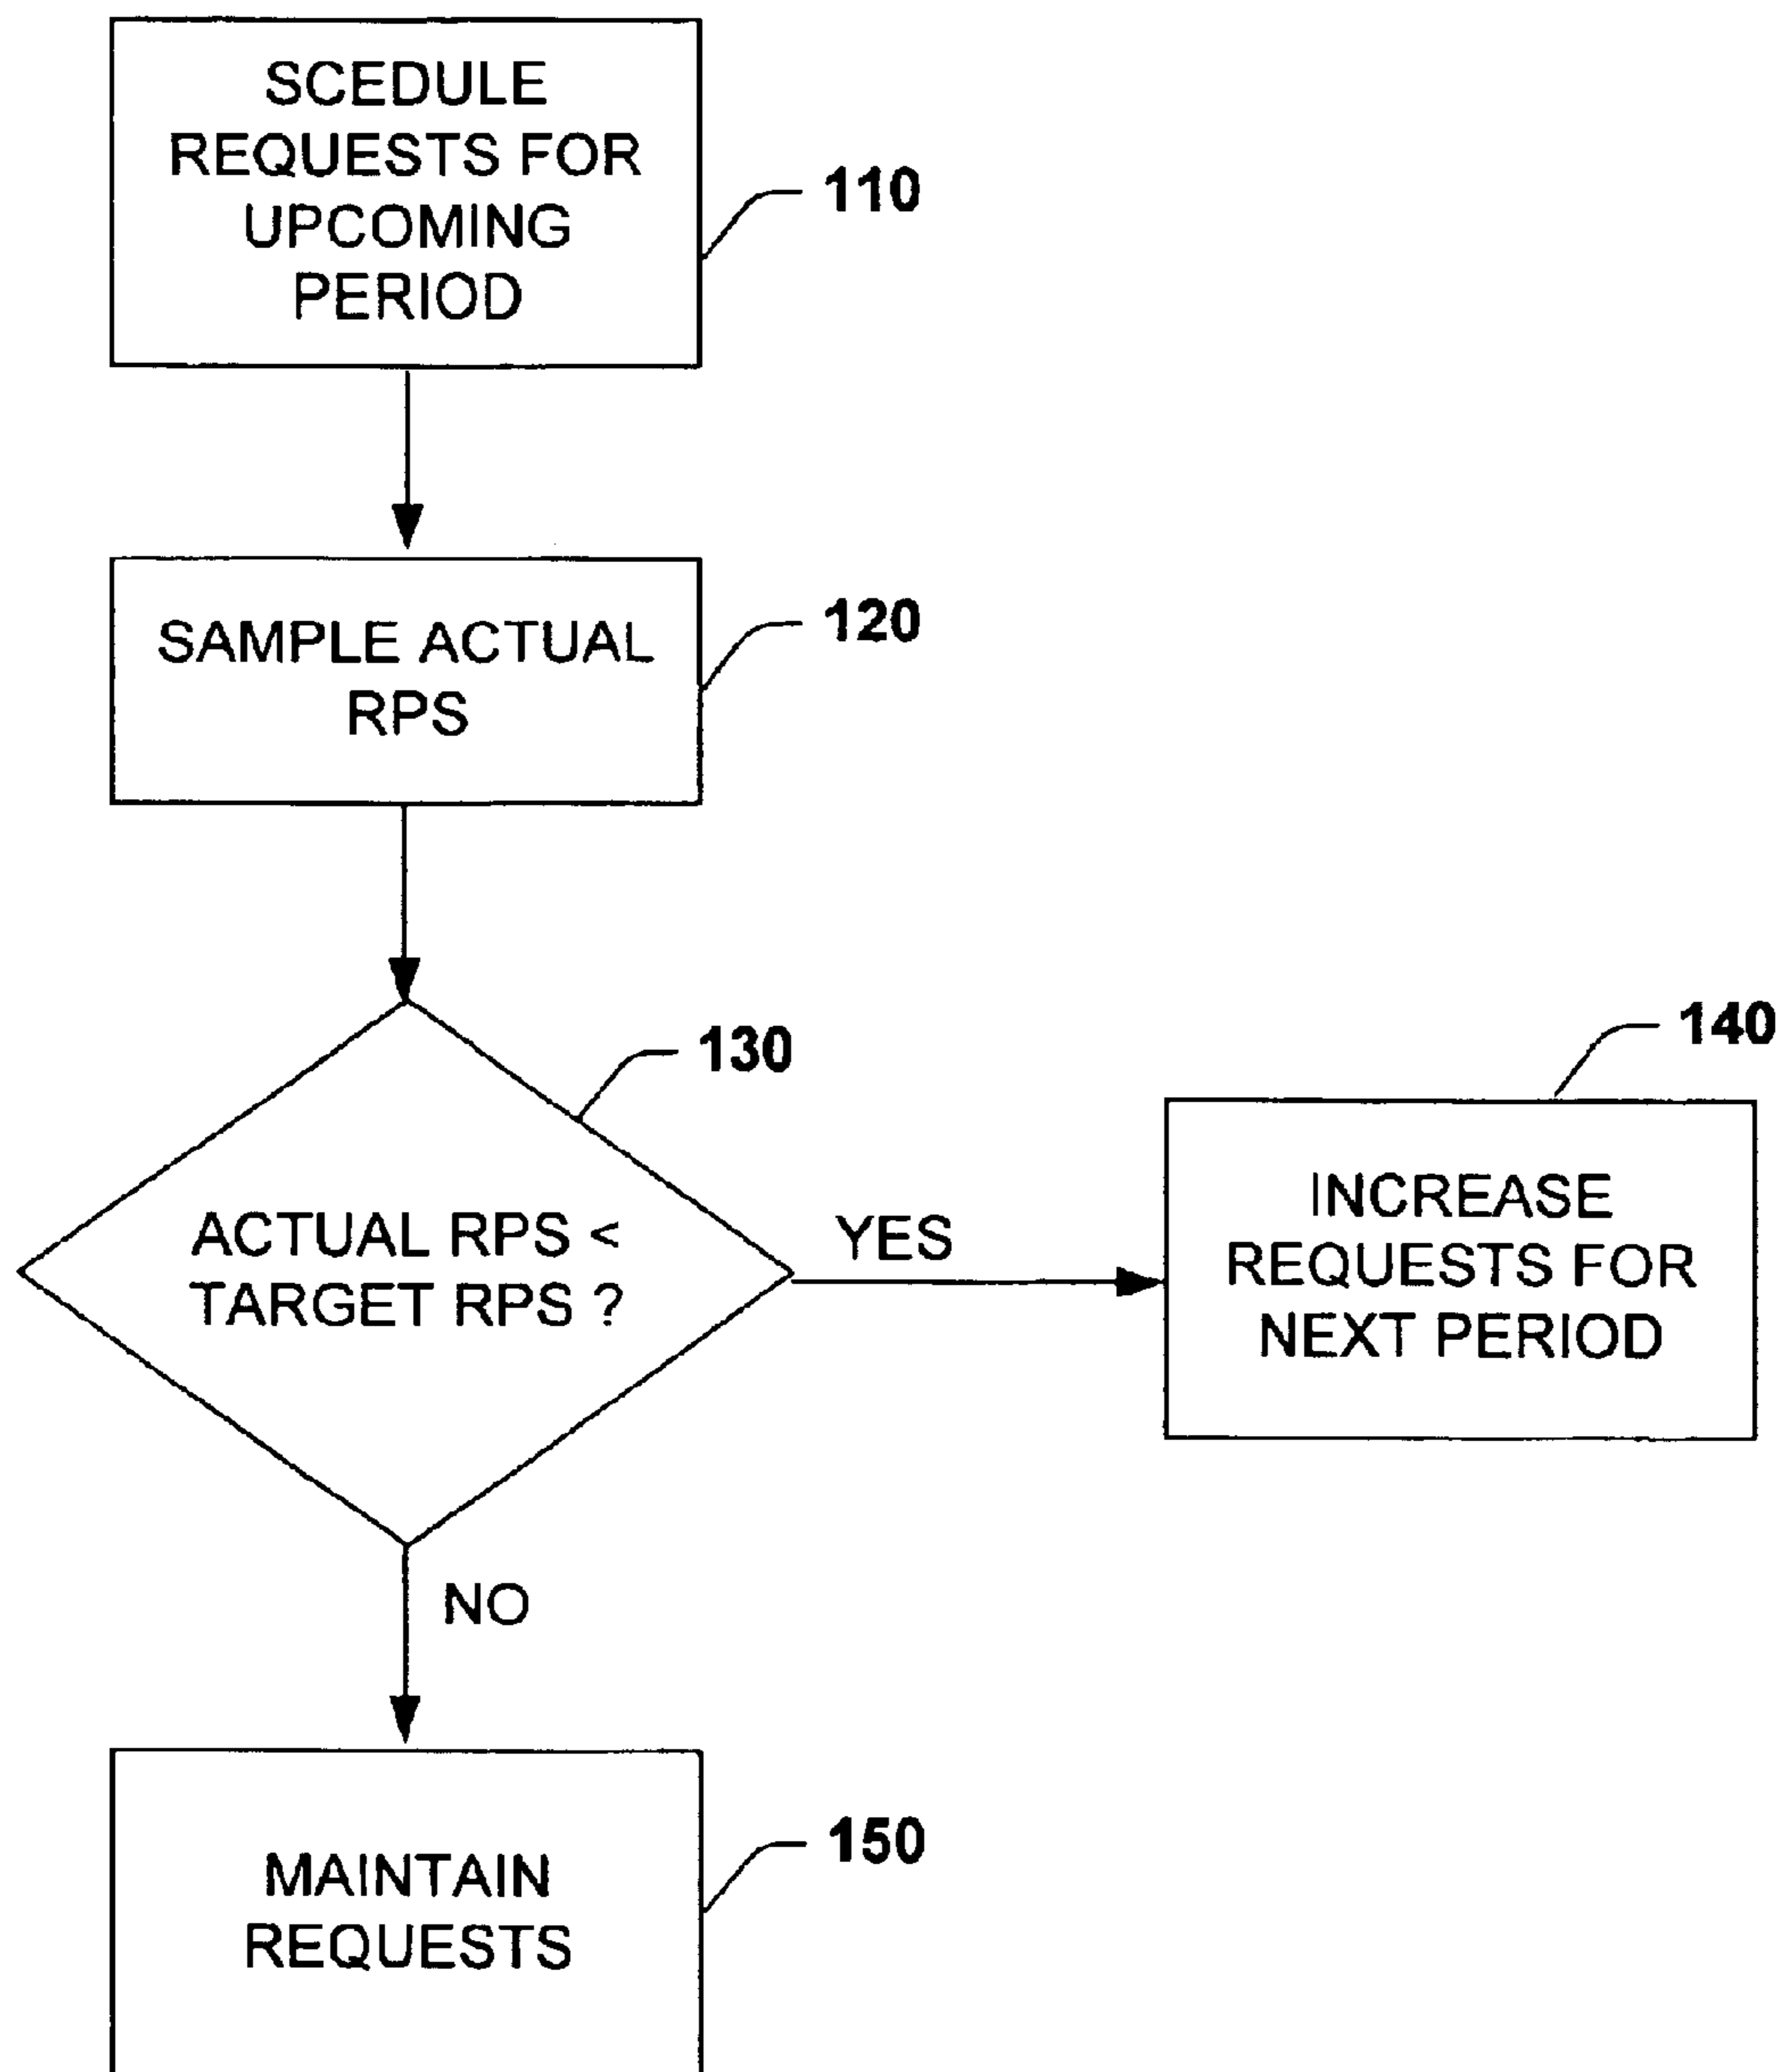 SCEDULE
REQUESTS FOR
UPCOMING
PERIOD
110
SAMPLE ACTUAL
RPS
120
130
ACTUAL RPS <
TARGET RPS ?
YES
140
INCREASE
REQUESTS FOR
NEXT PERIOD
NO
MAINTAIN
REQUESTS
150